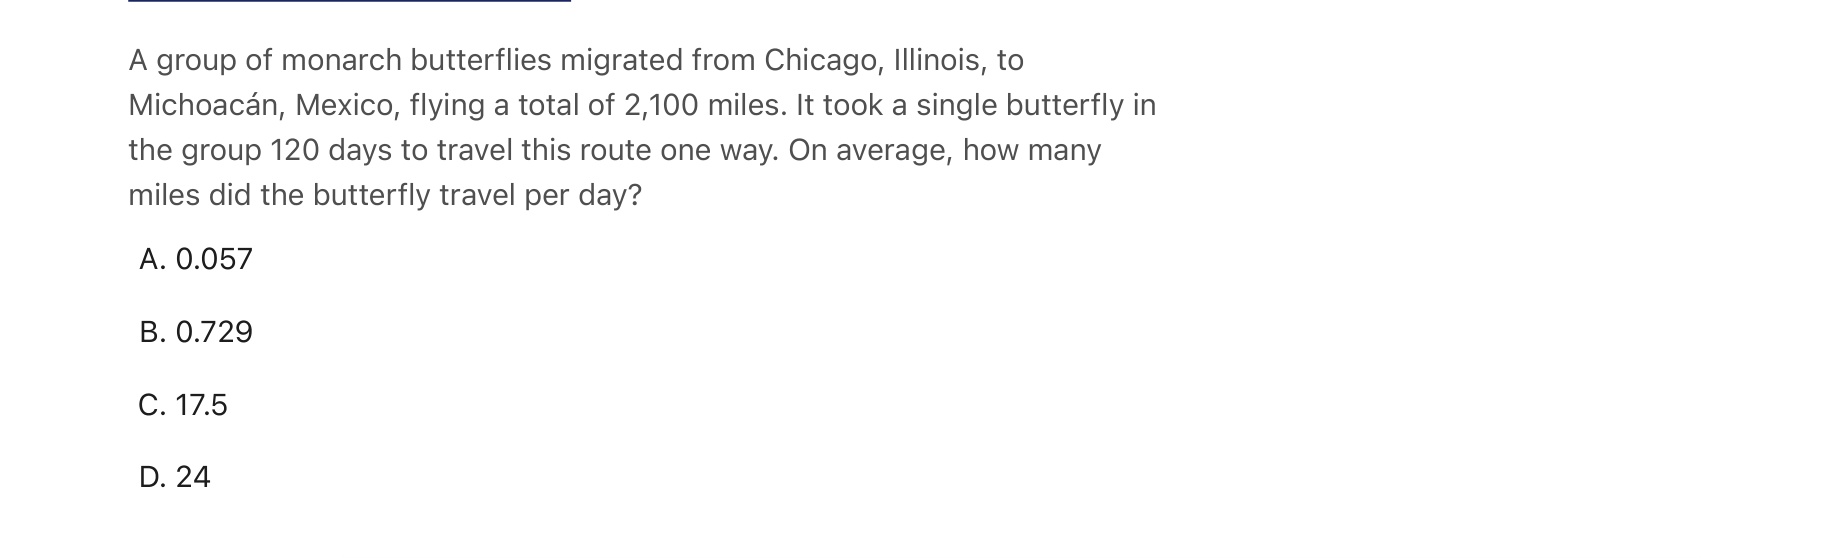 A group of monarch butterflies migrated from Chicago, Illinois, to
Michoacán, Mexico, flying a total of 2,100 miles. It took a single butterfly in
the group 120 days to travel this route one way. On average, how many
miles did the butterfly travel per day?
A. 0.057
B. 0.729
C. 17.5
D. 24